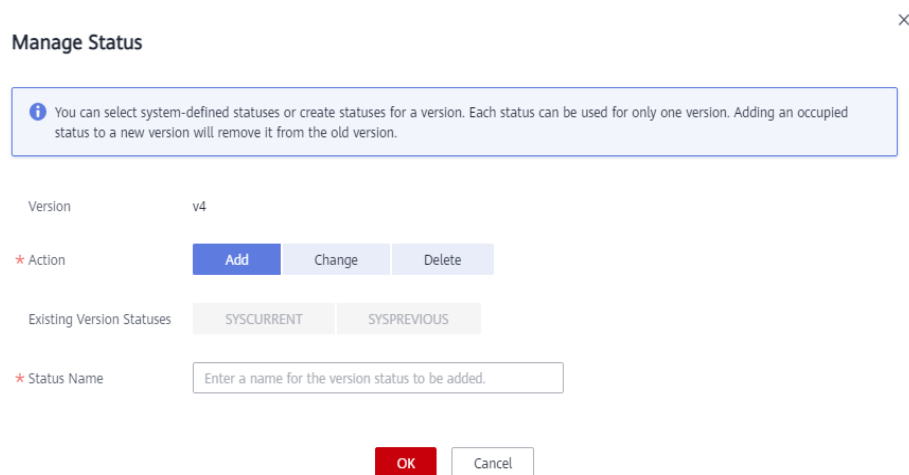 Manage Status
You can select system-defined statuses or create statuses for a version. Each status can be used for only one version. Adding an occupied
status to a new version will remove it from the old version.
Version v4
* Action Add Change Delete
Existing Version Statuses SYSCURRENT SYSPREVIOUS
* Status Name Enter a name for the version status to be added.
OK Cancel